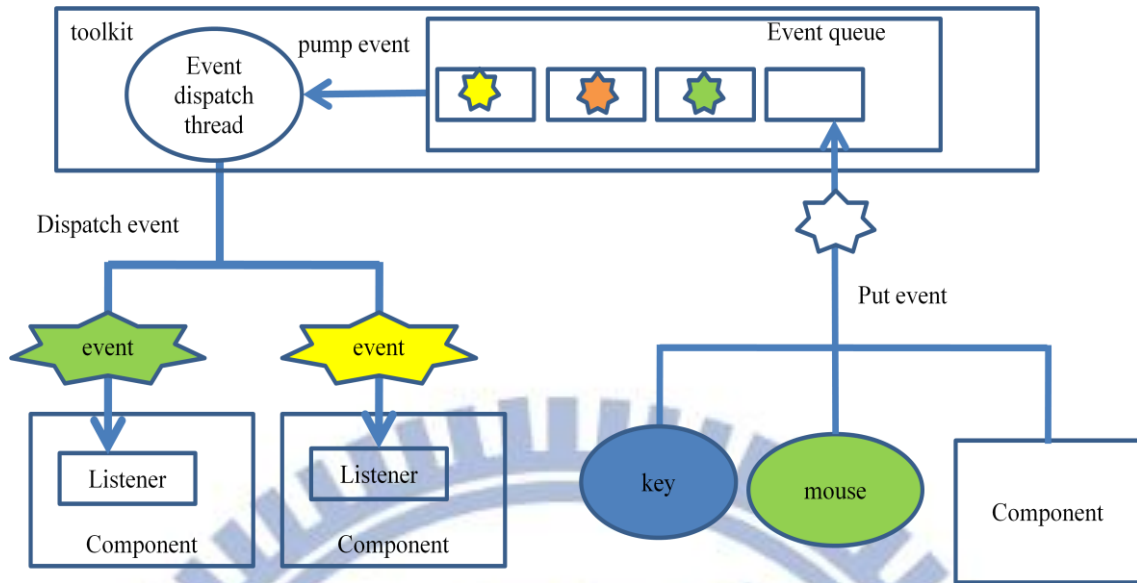 toolkit
Event queue
pump event
Event
dispatch
thread
Dispatch event
Put event
event
event
Listener
Component
Listener
Component
key
mouse
Component